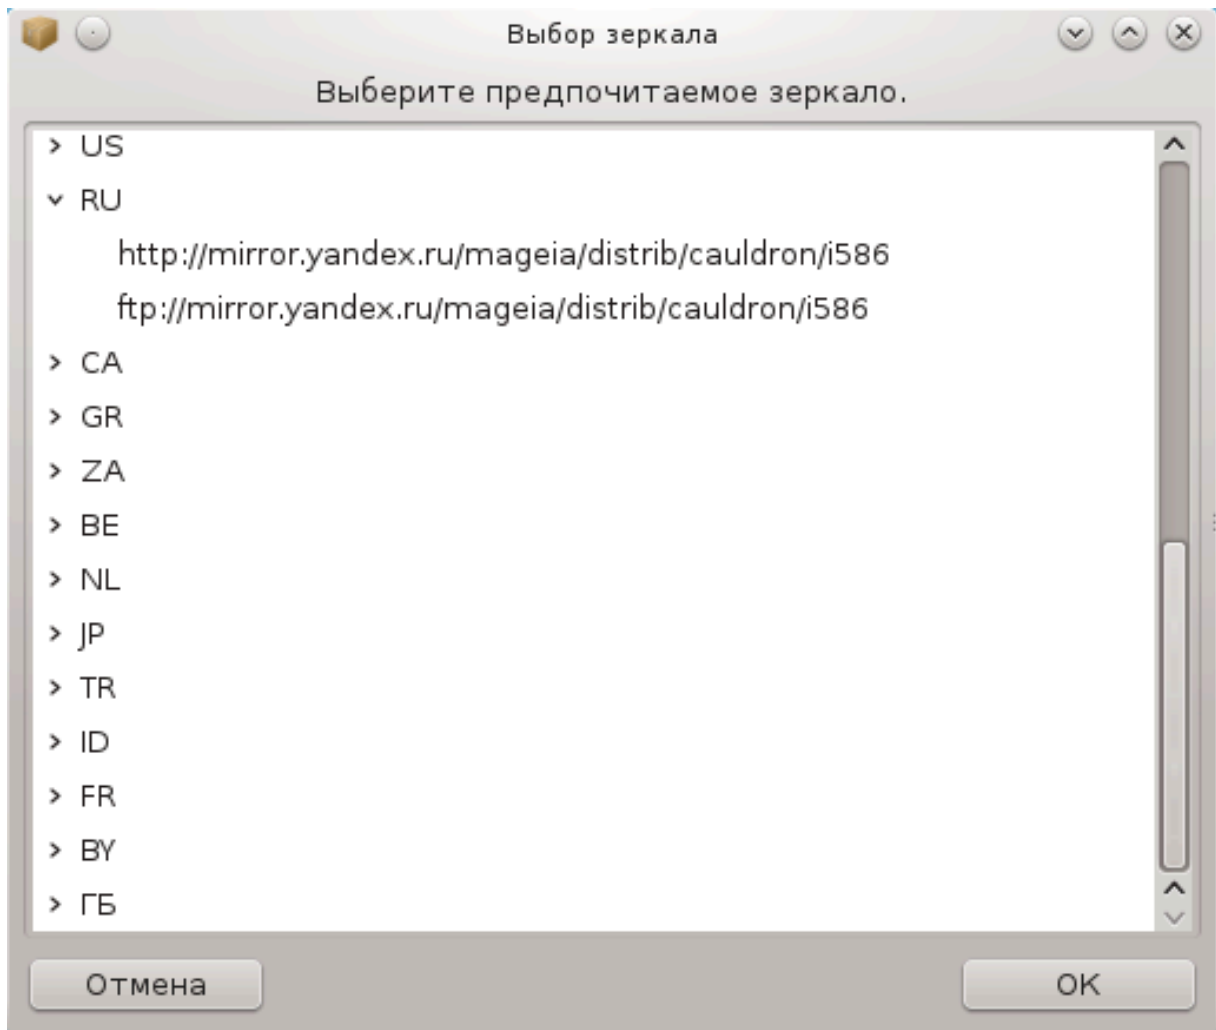 Выбор зеркала
Выберите предпочитаемое зеркало.
US
RU
http://mirror.yandex.ru/mageia/distrib/cauldron/i586
ftp://mirror.yandex.ru/mageia/distrib/cauldron/i586
CA
GR
ZA
BE
NL
JP
TR
ID
FR
BY
ГБ
Отмена
OK